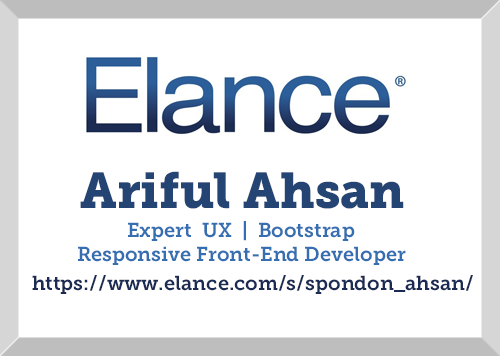 Elance®
Ariful Ahsan
Expert UX | Bootstrap
Responsive Front-End Developer
https://www.elance.com/s/spondon_ahsan/